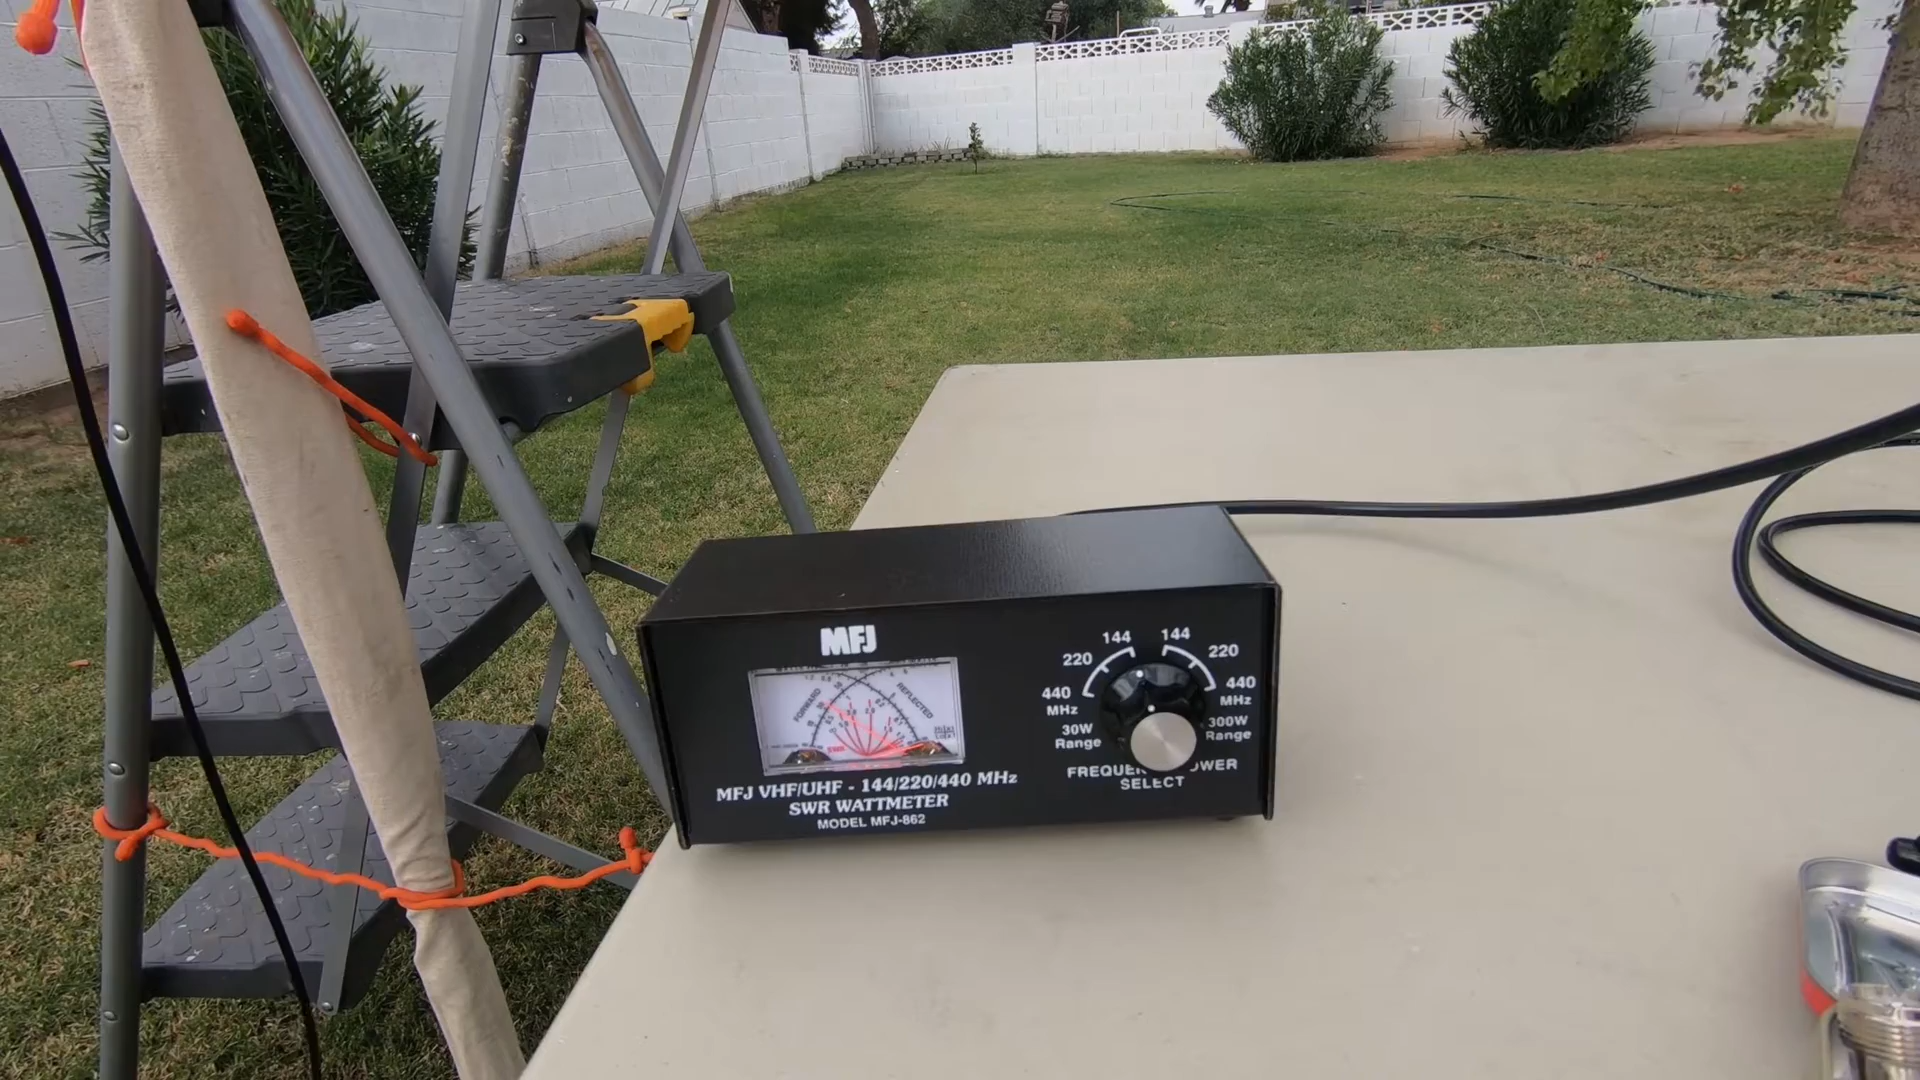 MFJ
FORWARD
REFLECTED
SWR
MFJ VHF/UHF - 144/220/440 MHz
SWR WATTMETER
MODEL MFJ-862
144 144
220 220
440 440
MHz MHz
30W 300W
Range Range
SELECT